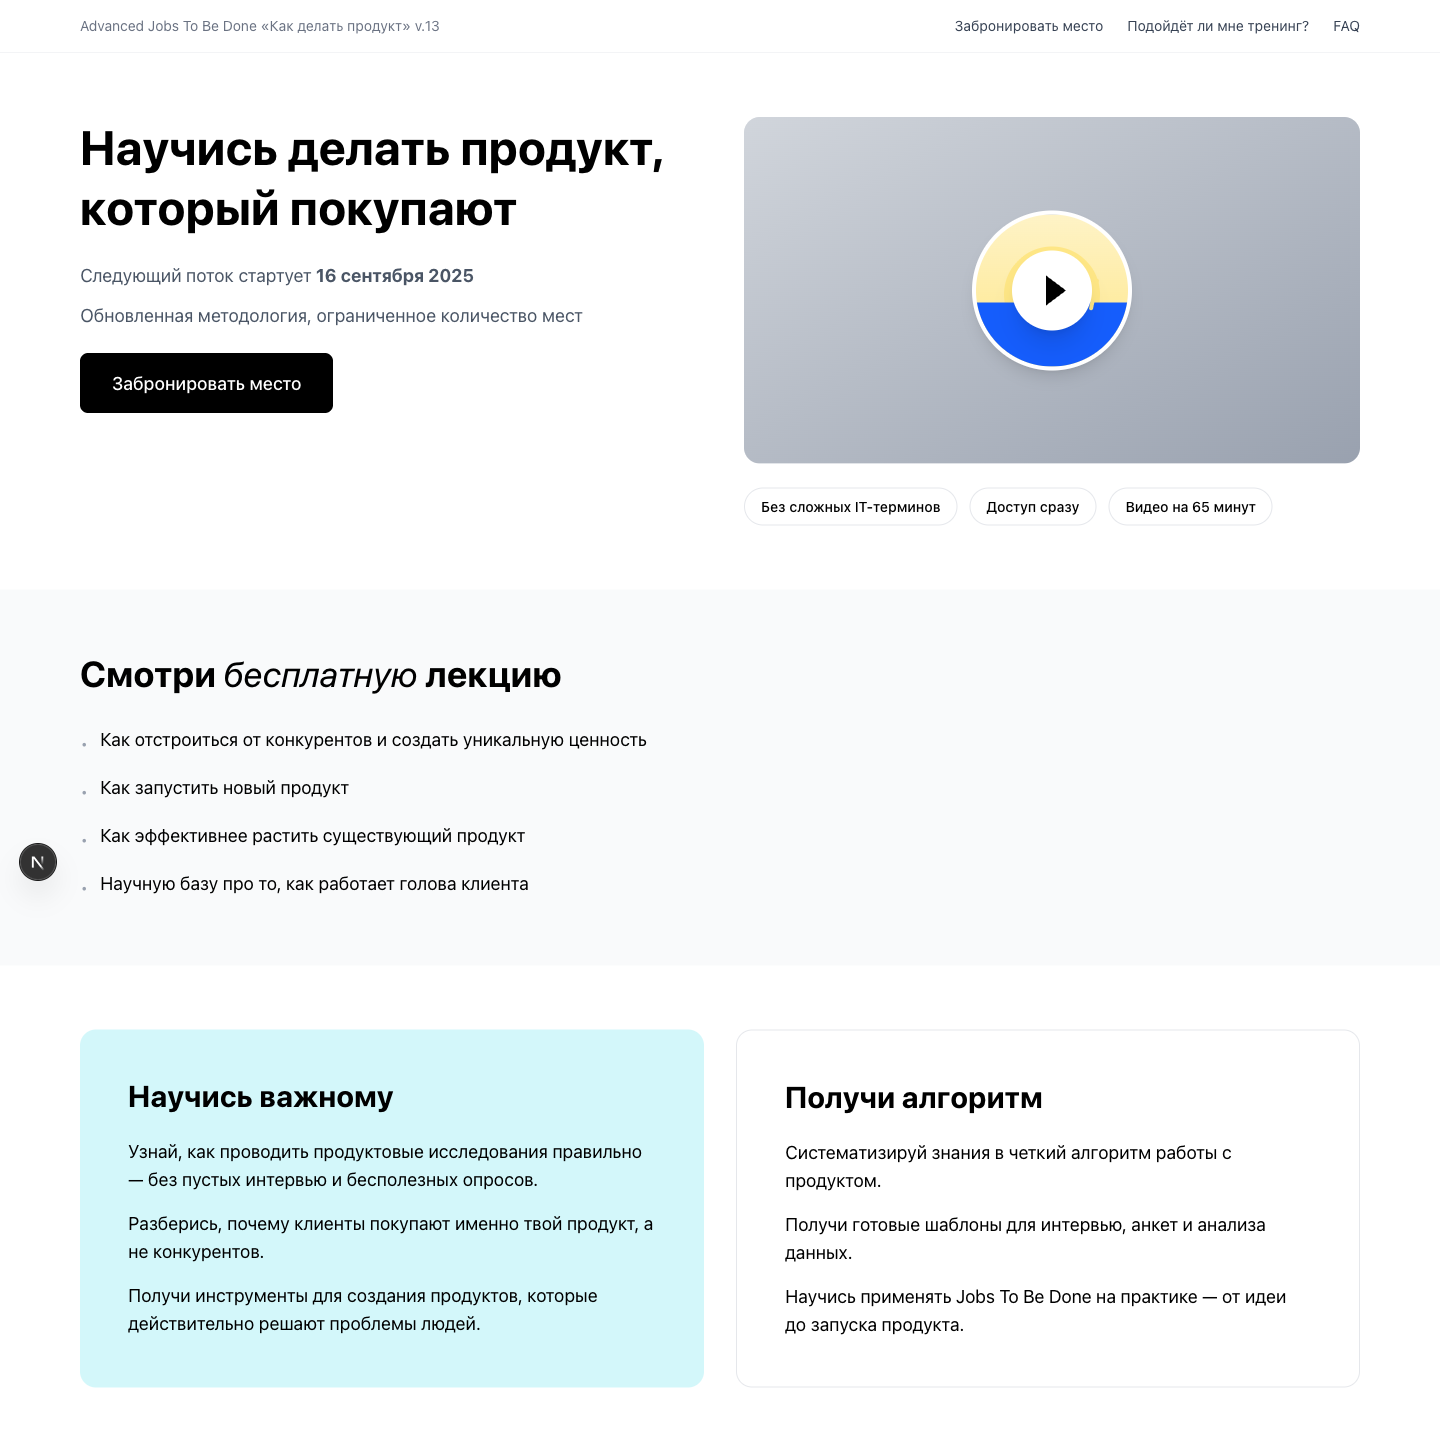 Advanced Jobs To Be Done «Как делать продукт» v.13
Забронировать место
Подойдёт ли мне тренинг?
FAQ
Научись делать продукт,
который покупают
Следующий поток стартует 16 сентября 2025
Обновленная методология, ограниченное количество мест
Забронировать место
Без сложных IT-терминов
Доступ сразу
Видео на 65 минут
Смотри бесплатную лекцию
Как отстроиться от конкурентов и создать уникальную ценность
Как запустить новый продукт
Как эффективнее растить существующий продукт
Научную базу про то, как работает голова клиента
N
Научись важному
Узнай, как проводить продуктовые исследования правильно
— без пустых интервью и бесполезных опросов.
Разберись, почему клиенты покупают именно твой продукт, а
не конкурентов.
Получи инструменты для создания продуктов, которые
действительно решают проблемы людей.
Получи алгоритм
Систематизируй знания в четкий алгоритм работы с
продуктом.
Получи готовые шаблоны для интервью, анкет и анализа
данных.
Научись применять Jobs To Be Done на практике — от идеи
до запуска продукта.